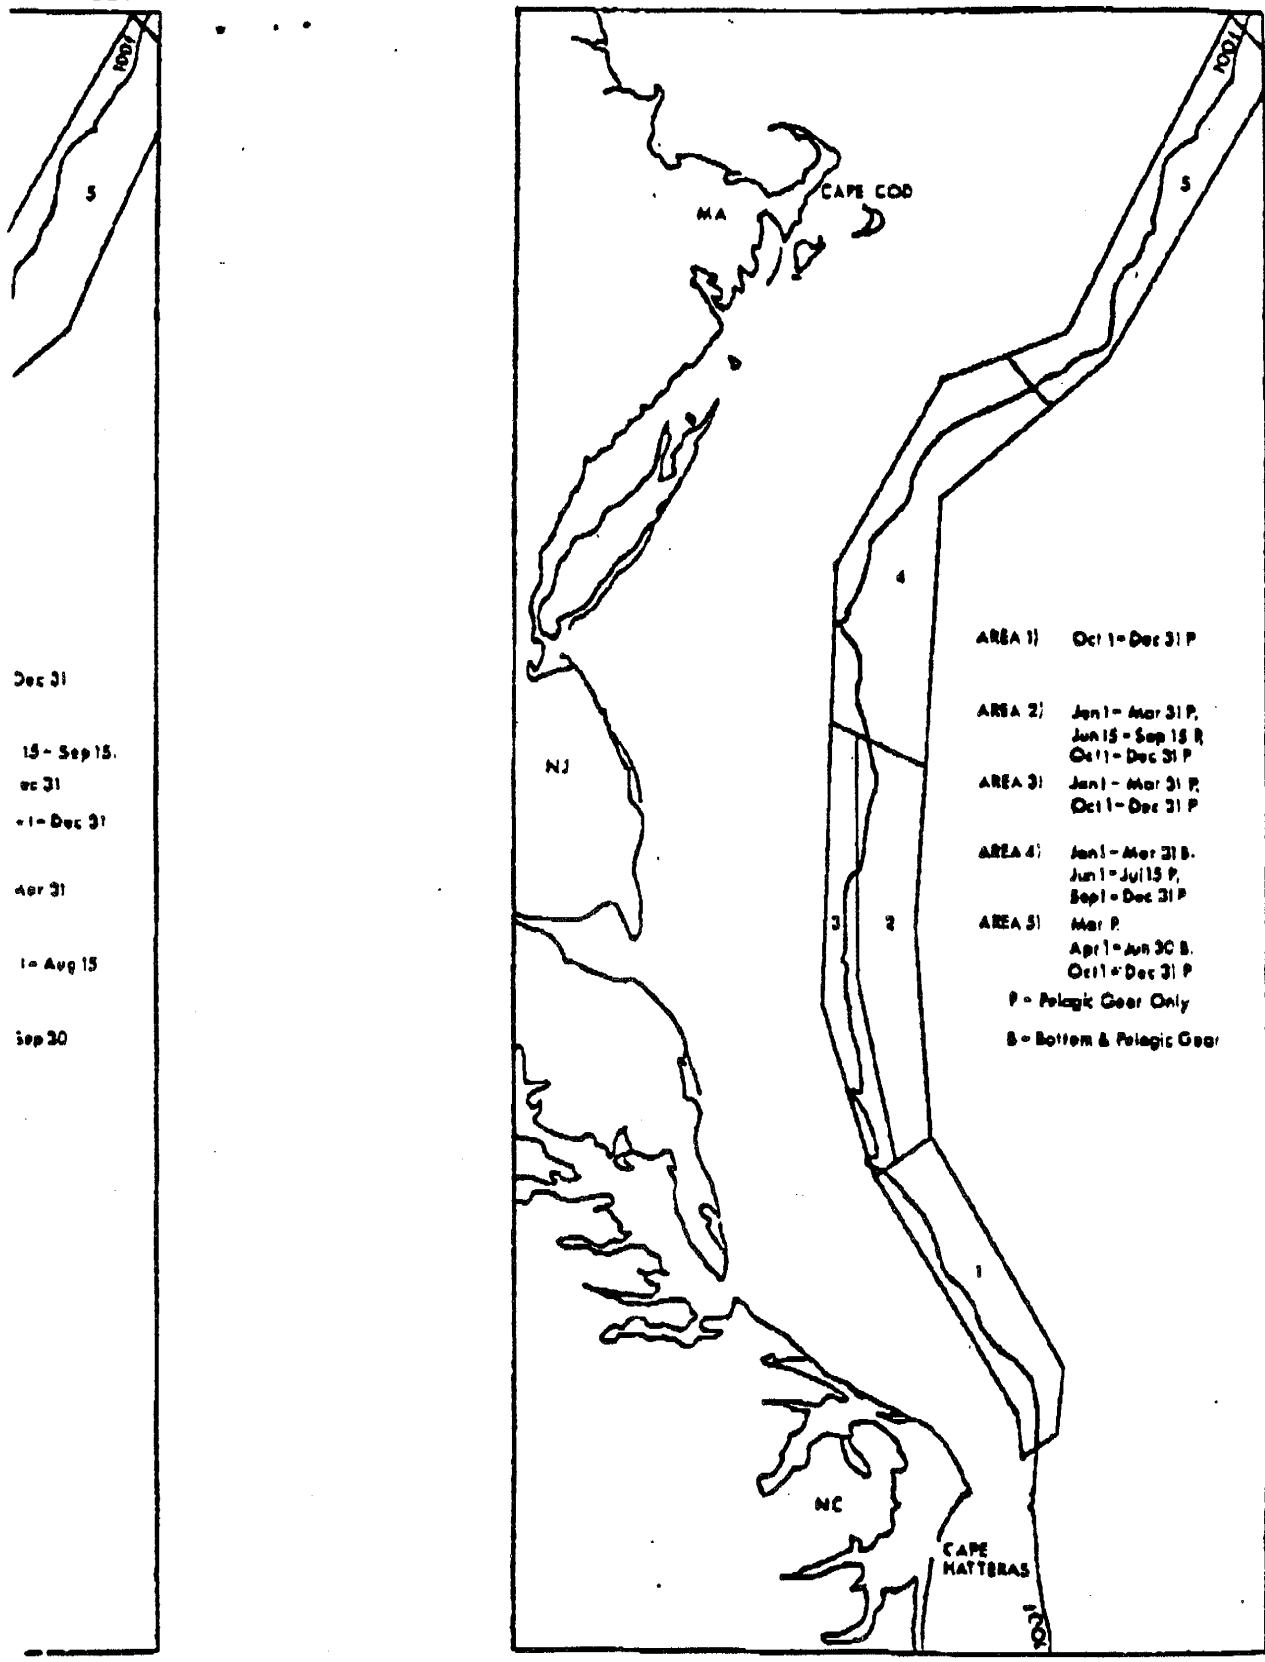 5
Dec 31
15 - Sep 15.
ec 31
1 - Dec 31
31
1 - Aug 15
Sep 30
MA
CAPE COD
5
4
NJ
3
2
1
NC
CAPE
HATTERAS
AREA 1) Oct 1 - Dec 31 P
AREA 2) Jan 1 - Mar 31 P,
Jun 15 - Sep 15 P,
Oct 1 - Dec 31 P
AREA 3) Jan 1 - Mar 31 P,
Oct 1 - Dec 31 P
AREA 4) Jan 1 - Mar 31 B.
Jun 1 - Jul 15 P,
Sep 1 - Dec 31 P
AREA 5) Mar P.
Apr 1 - Jun 30 B.
Oct 1 - Dec 31 P
P - Pelagic Gear Only
B - Bottom & Pelagic Gear